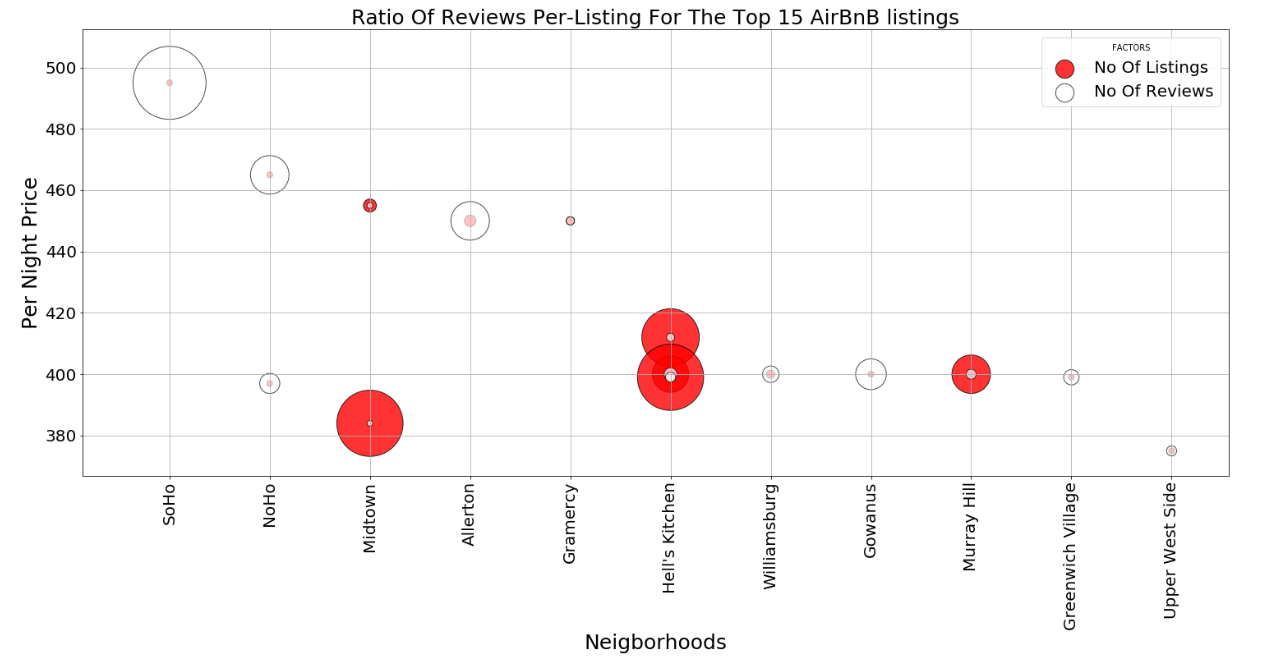 Ratio Of Reviews Per-Listing For The Top 15 AirBnB listings
FACTORS
No Of Listings
No Of Reviews
Per Night Price
500
480
460
440
420
400
380
SoHo
NoHo
Midtown
Allerton
Gramercy
Hell's Kitchen
Williamsburg
Gowanus
Murray Hill
Greenwich Village
Upper West Side
Neigborhoods